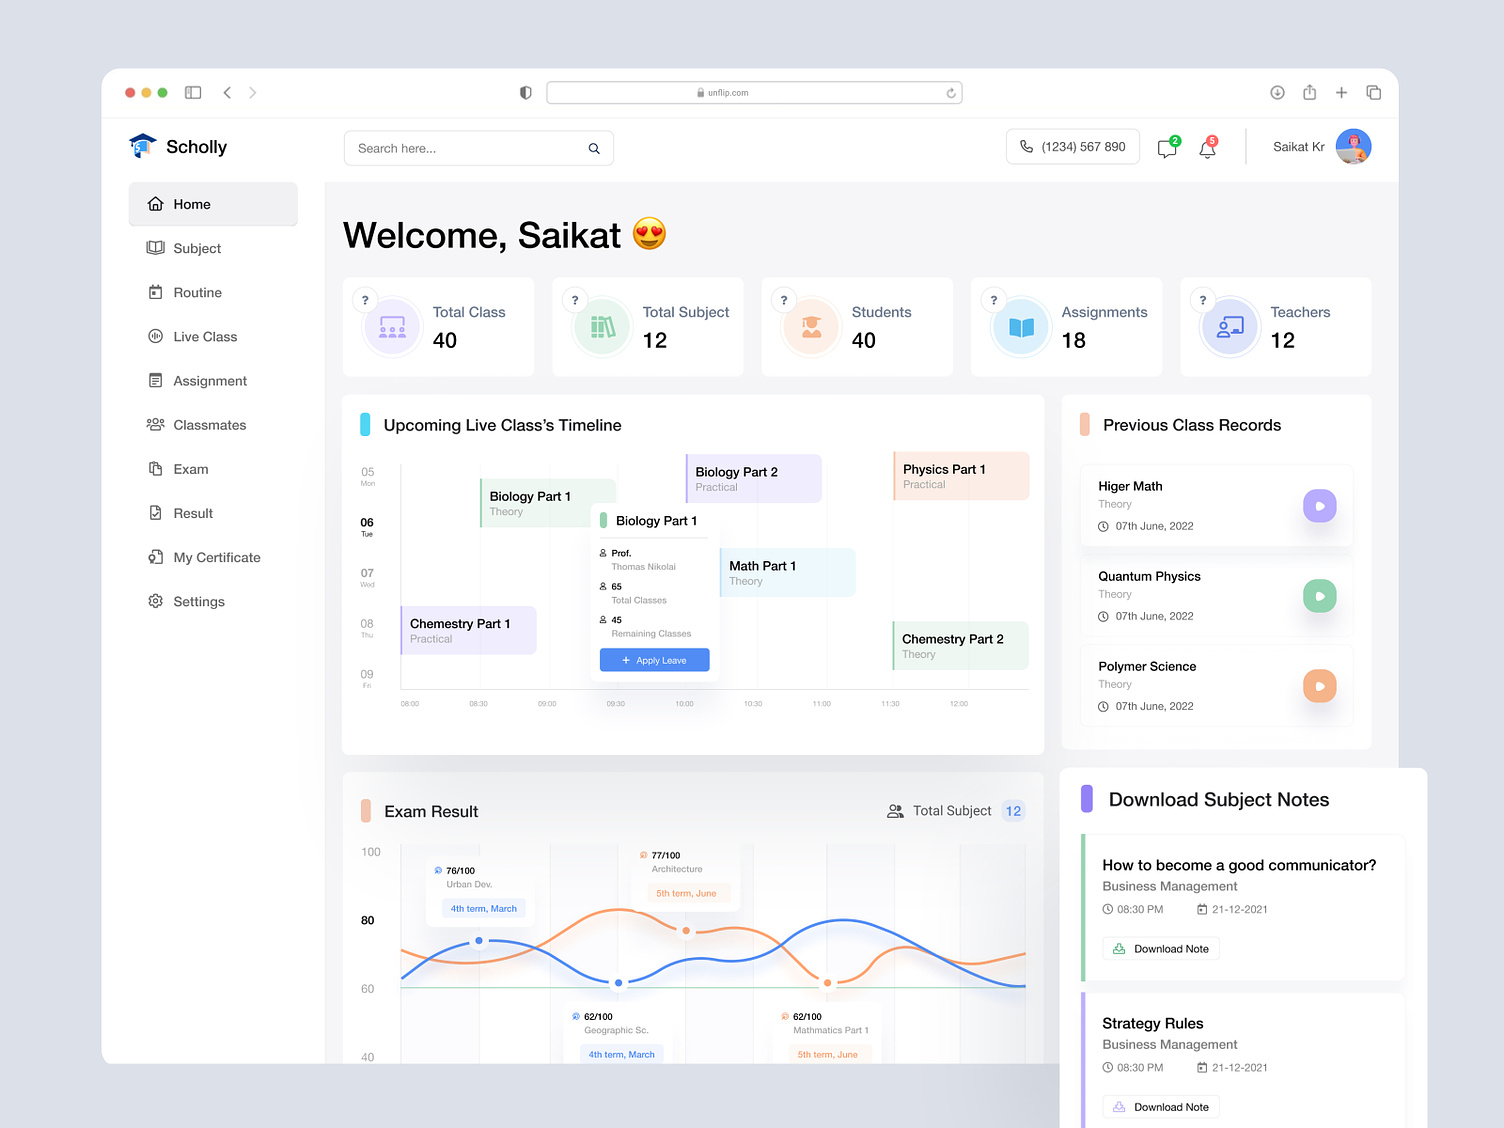 unflip.com
Scholly
Search here...
(1234) 567 890
2
5
Saikat Kr
Home
Subject
Routine
Live Class
Assignment
Classmates
Exam
Result
My Certificate
Settings
Welcome, Saikat 😍
?
Total Class
40
?
Total Subject
12
?
Students
40
?
Assignments
18
?
Teachers
12
Upcoming Live Class's Timeline
05
Mon
06
Tue
07
Wed
08
Thu
09
Fri
Biology Part 1
Theory
Biology Part 2
Practical
Physics Part 1
Practical
Math Part 1
Theory
Chemestry Part 1
Practical
Chemestry Part 2
Theory
Biology Part 1
Prof.
Thomas Nikolai
65
Total Classes
45
Remaining Classes
+ Apply Leave
08:00
08:30
09:00
09:30
10:00
10:30
11:00
11:30
12:00
Previous Class Records
Higer Math
Theory
07th June, 2022
Quantum Physics
Theory
07th June, 2022
Polymer Science
Theory
07th June, 2022
Exam Result
Total Subject 12
100
80
60
40
76/100
Urban Dev.
4th term, March
77/100
Architecture
5th term, June
62/100
Geographic Sc.
4th term, March
62/100
Mathmatics Part 1
5th term, June
Download Subject Notes
How to become a good communicator?
Business Management
08:30 PM 21-12-2021
Download Note
Strategy Rules
Business Management
08:30 PM 21-12-2021
Download Note